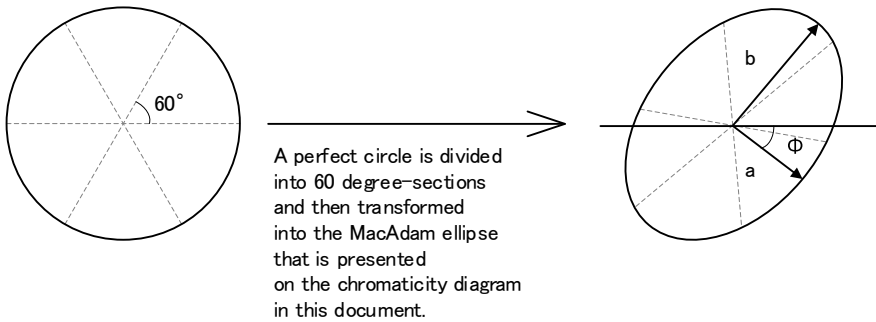 60°
A perfect circle is divided
into 60 degree-sections
and then transformed
into the MacAdam ellipse
that is presented
on the chromaticity diagram
in this document.
b
Φ
a